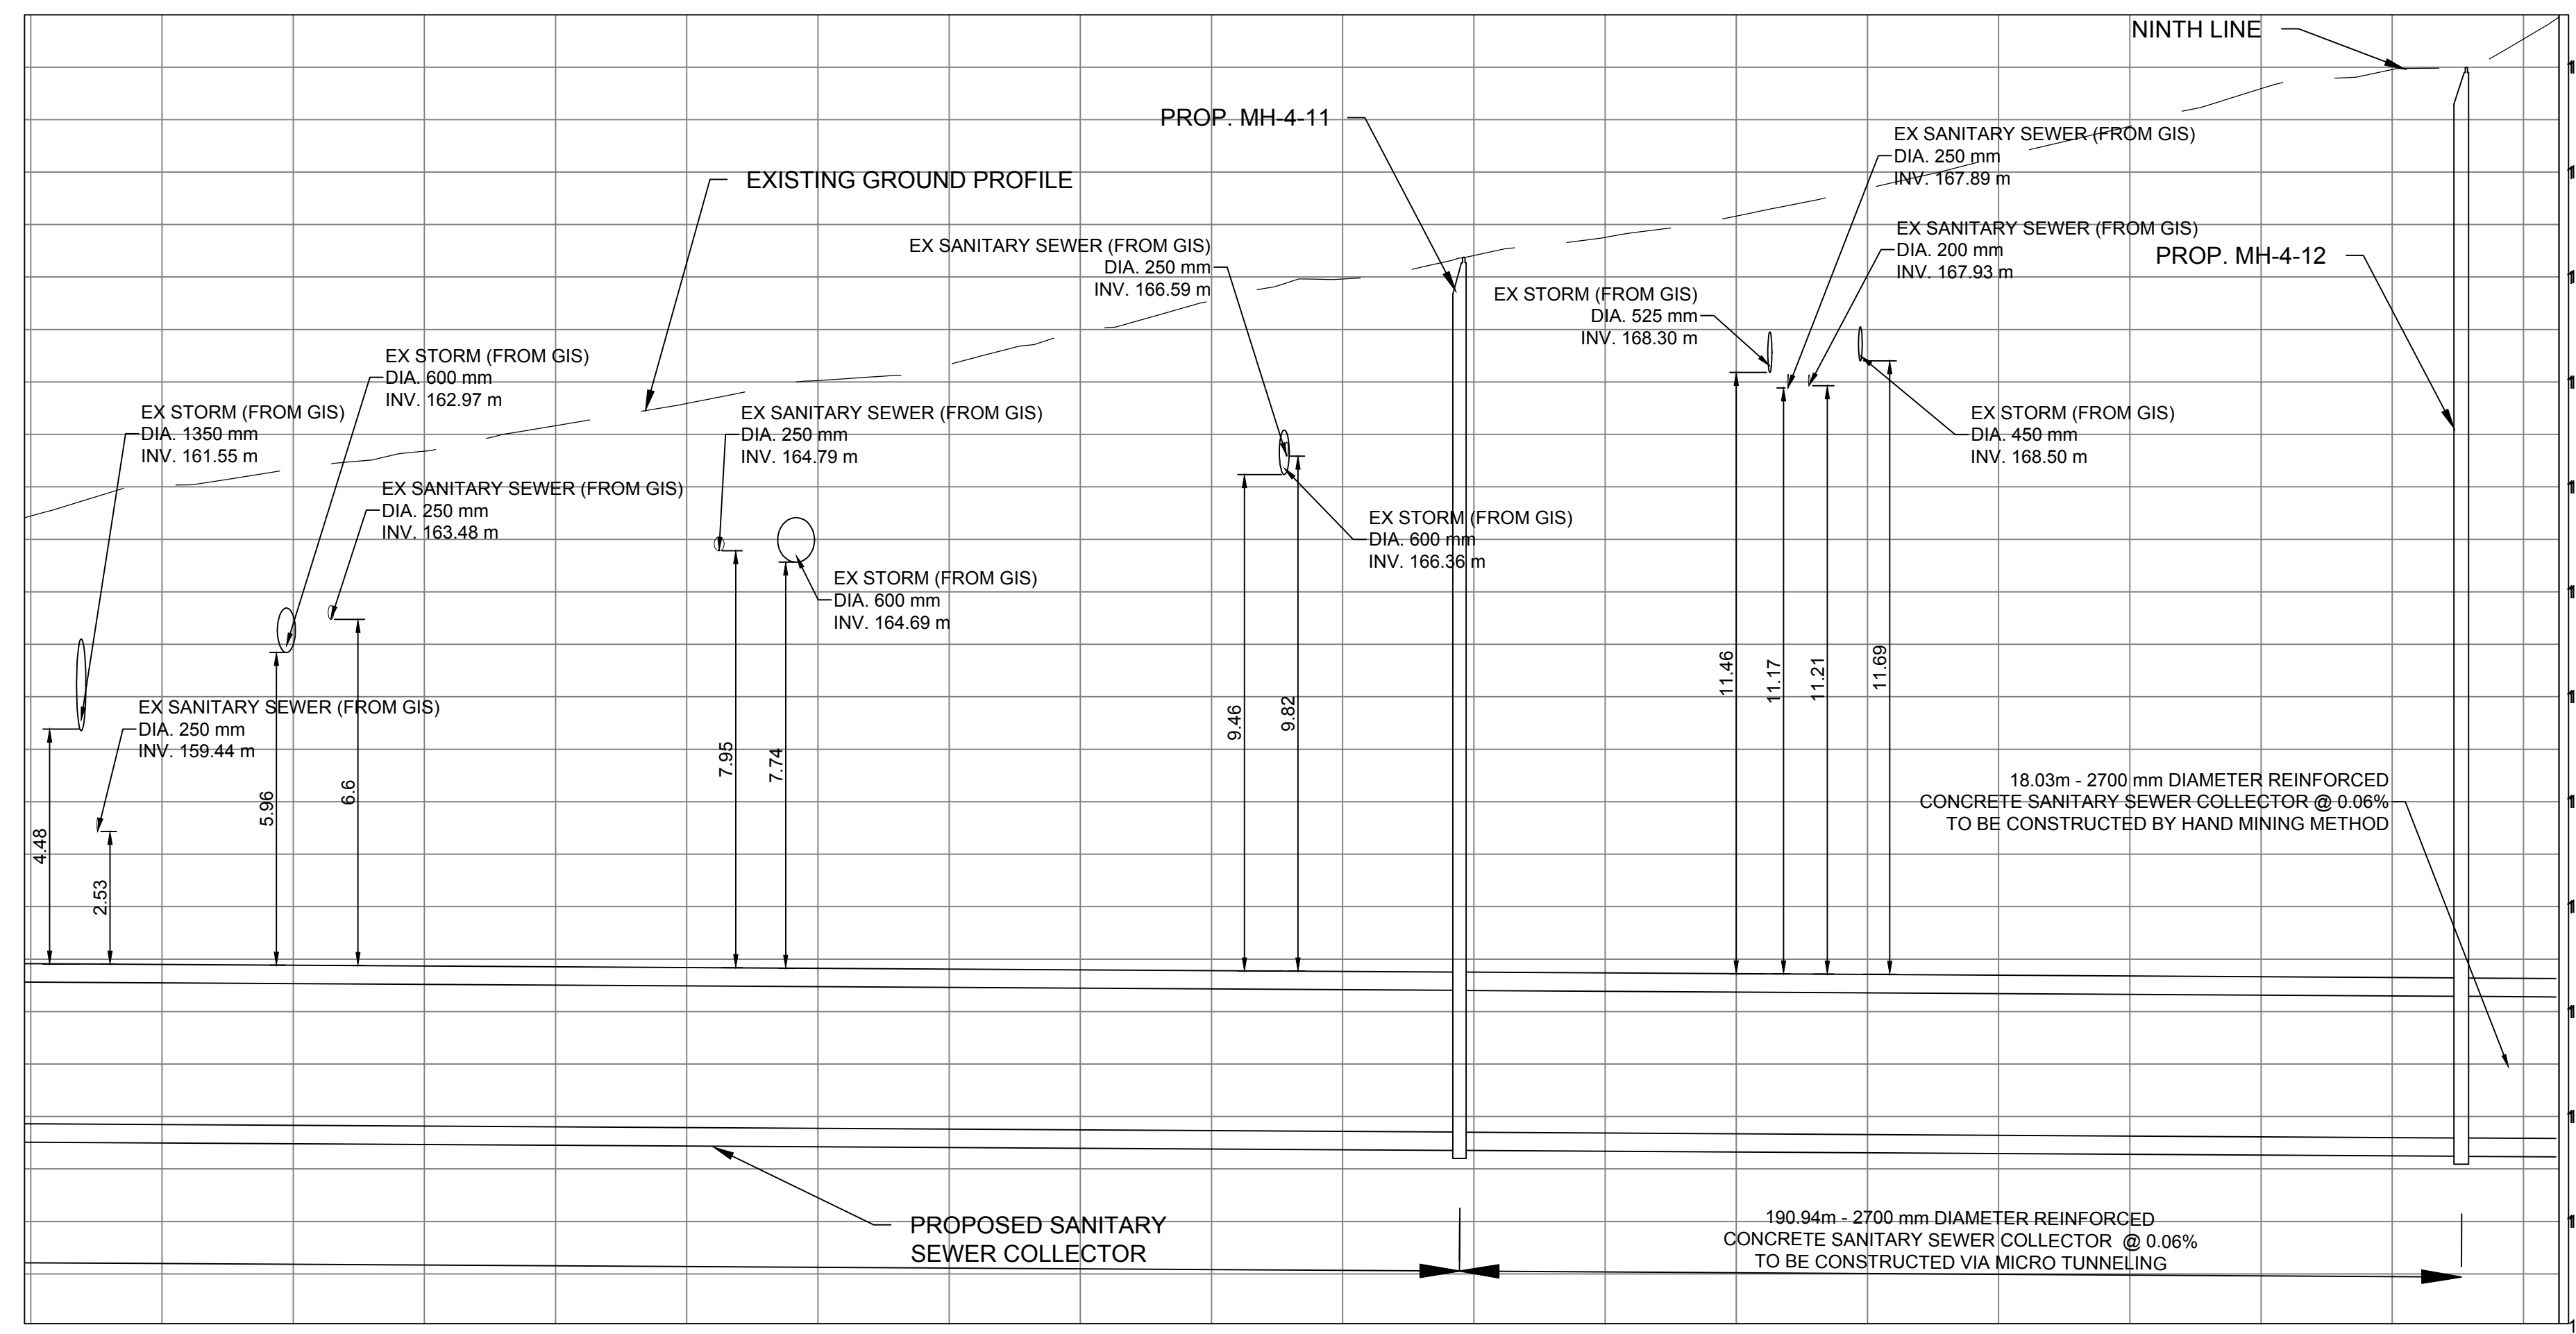 NINTH LINE
PROP. MH-4-11
EX SANITARY SEWER (FROM GIS)
DIA. 250 mm
INV. 167.89 m
EXISTING GROUND PROFILE
EX SANITARY SEWER (FROM GIS)
DIA. 250 mm
INV. 166.59 m
EX SANITARY SEWER (FROM GIS)
DIA. 200 mm
INV. 167.93 m
PROP. MH-4-12
EX STORM (FROM GIS)
DIA. 525 mm
INV. 168.30 m
EX STORM (FROM GIS)
DIA. 600 mm
INV. 162.97 m
EX STORM (FROM GIS)
DIA. 1350 mm
INV. 161.55 m
EX SANITARY SEWER (FROM GIS)
DIA. 250 mm
INV. 164.79 m
EX STORM (FROM GIS)
DIA. 450 mm
INV. 168.50 m
EX SANITARY SEWER (FROM GIS)
DIA. 250 mm
INV. 163.48 m
EX STORM (FROM GIS)
DIA. 600 mm
INV. 166.36 m
EX STORM (FROM GIS)
DIA. 600 mm
INV. 164.69 m
EX SANITARY SEWER (FROM GIS)
DIA. 250 mm
INV. 159.44 m
4.48
2.53
5.96
6.6
7.95
7.74
9.46
9.82
11.46
11.17
11.21
11.69
18.03m - 2700 mm DIAMETER REINFORCED
CONCRETE SANITARY SEWER COLLECTOR @ 0.06%
TO BE CONSTRUCTED BY HAND MINING METHOD
PROPOSED SANITARY
SEWER COLLECTOR
190.94m - 2700 mm DIAMETER REINFORCED
CONCRETE SANITARY SEWER COLLECTOR @ 0.06%
TO BE CONSTRUCTED VIA MICRO TUNNELING